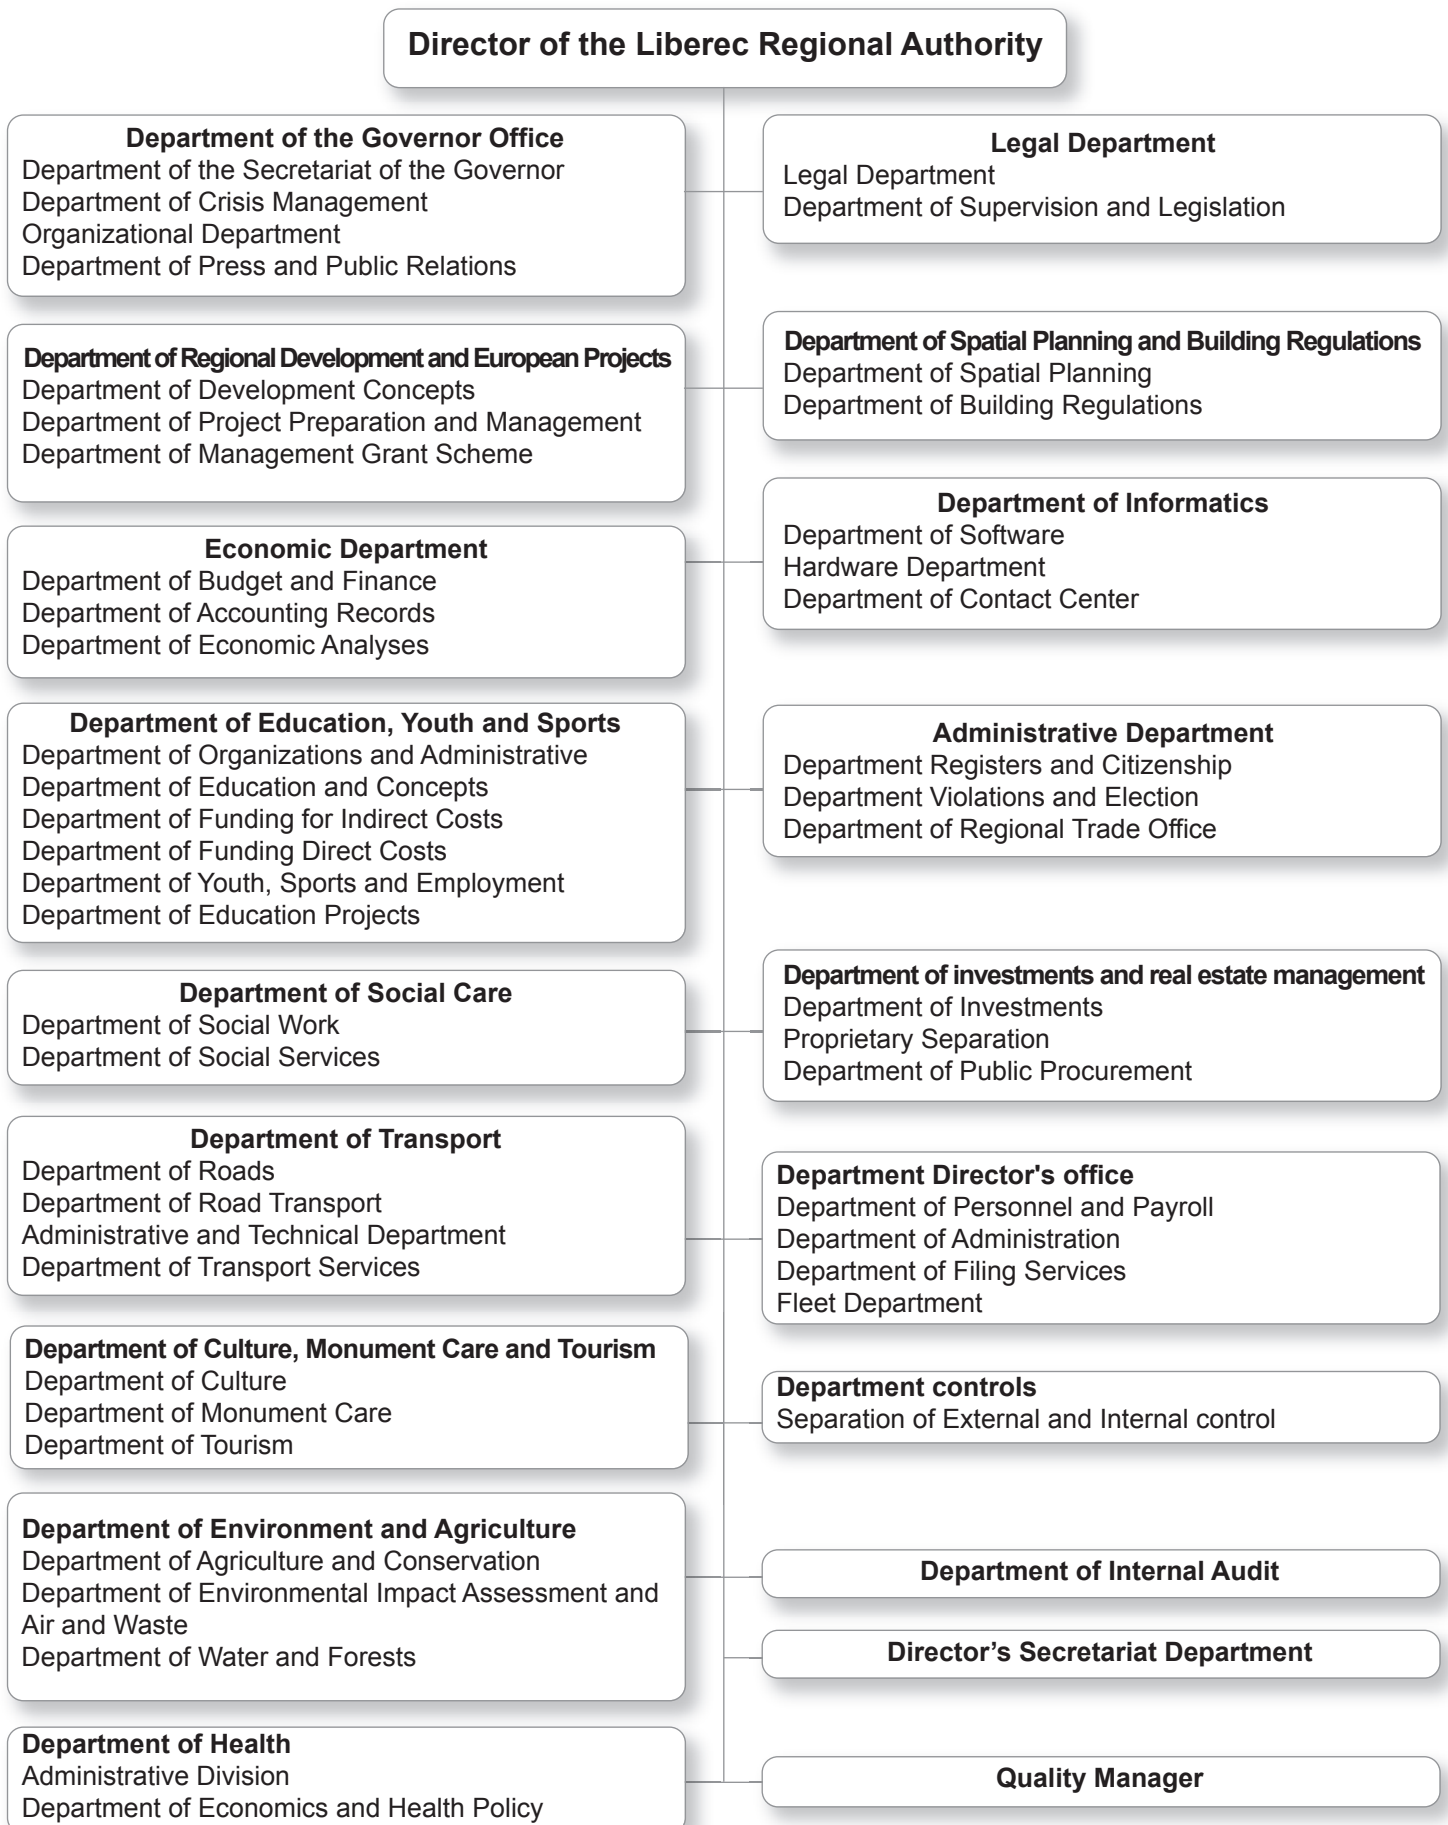 Director of the Liberec Regional Authority
Department of the Governor Office
Department of the Secretariat of the Governor
Department of Crisis Management
Organizational Department
Department of Press and Public Relations
Legal Department
Legal Department
Department of Supervision and Legislation
Department of Regional Development and European Projects
Department of Development Concepts
Department of Project Preparation and Management
Department of Management Grant Scheme
Department of Spatial Planning and Building Regulations
Department of Spatial Planning
Department of Building Regulations
Economic Department
Department of Budget and Finance
Department of Accounting Records
Department of Economic Analyses
Department of Informatics
Department of Software
Hardware Department
Department of Contact Center
Department of Education, Youth and Sports
Department of Organizations and Administrative
Department of Education and Concepts
Department of Funding for Indirect Costs
Department of Funding Direct Costs
Department of Youth, Sports and Employment
Department of Education Projects
Administrative Department
Department Registers and Citizenship
Department Violations and Election
Department of Regional Trade Office
Department of Social Care
Department of Social Work
Department of Social Services
Department of investments and real estate management
Department of Investments
Proprietary Separation
Department of Public Procurement
Department of Transport
Department of Roads
Department of Road Transport
Administrative and Technical Department
Department of Transport Services
Department Director's office
Department of Personnel and Payroll
Department of Administration
Department of Filing Services
Fleet Department
Department of Culture, Monument Care and Tourism
Department of Culture
Department of Monument Care
Department of Tourism
Department controls
Separation of External and Internal control
Department of Environment and Agriculture
Department of Agriculture and Conservation
Department of Environmental Impact Assessment and
Air and Waste
Department of Water and Forests
Department of Internal Audit
Director’s Secretariat Department
Department of Health
Administrative Division
Department of Economics and Health Policy
Quality Manager